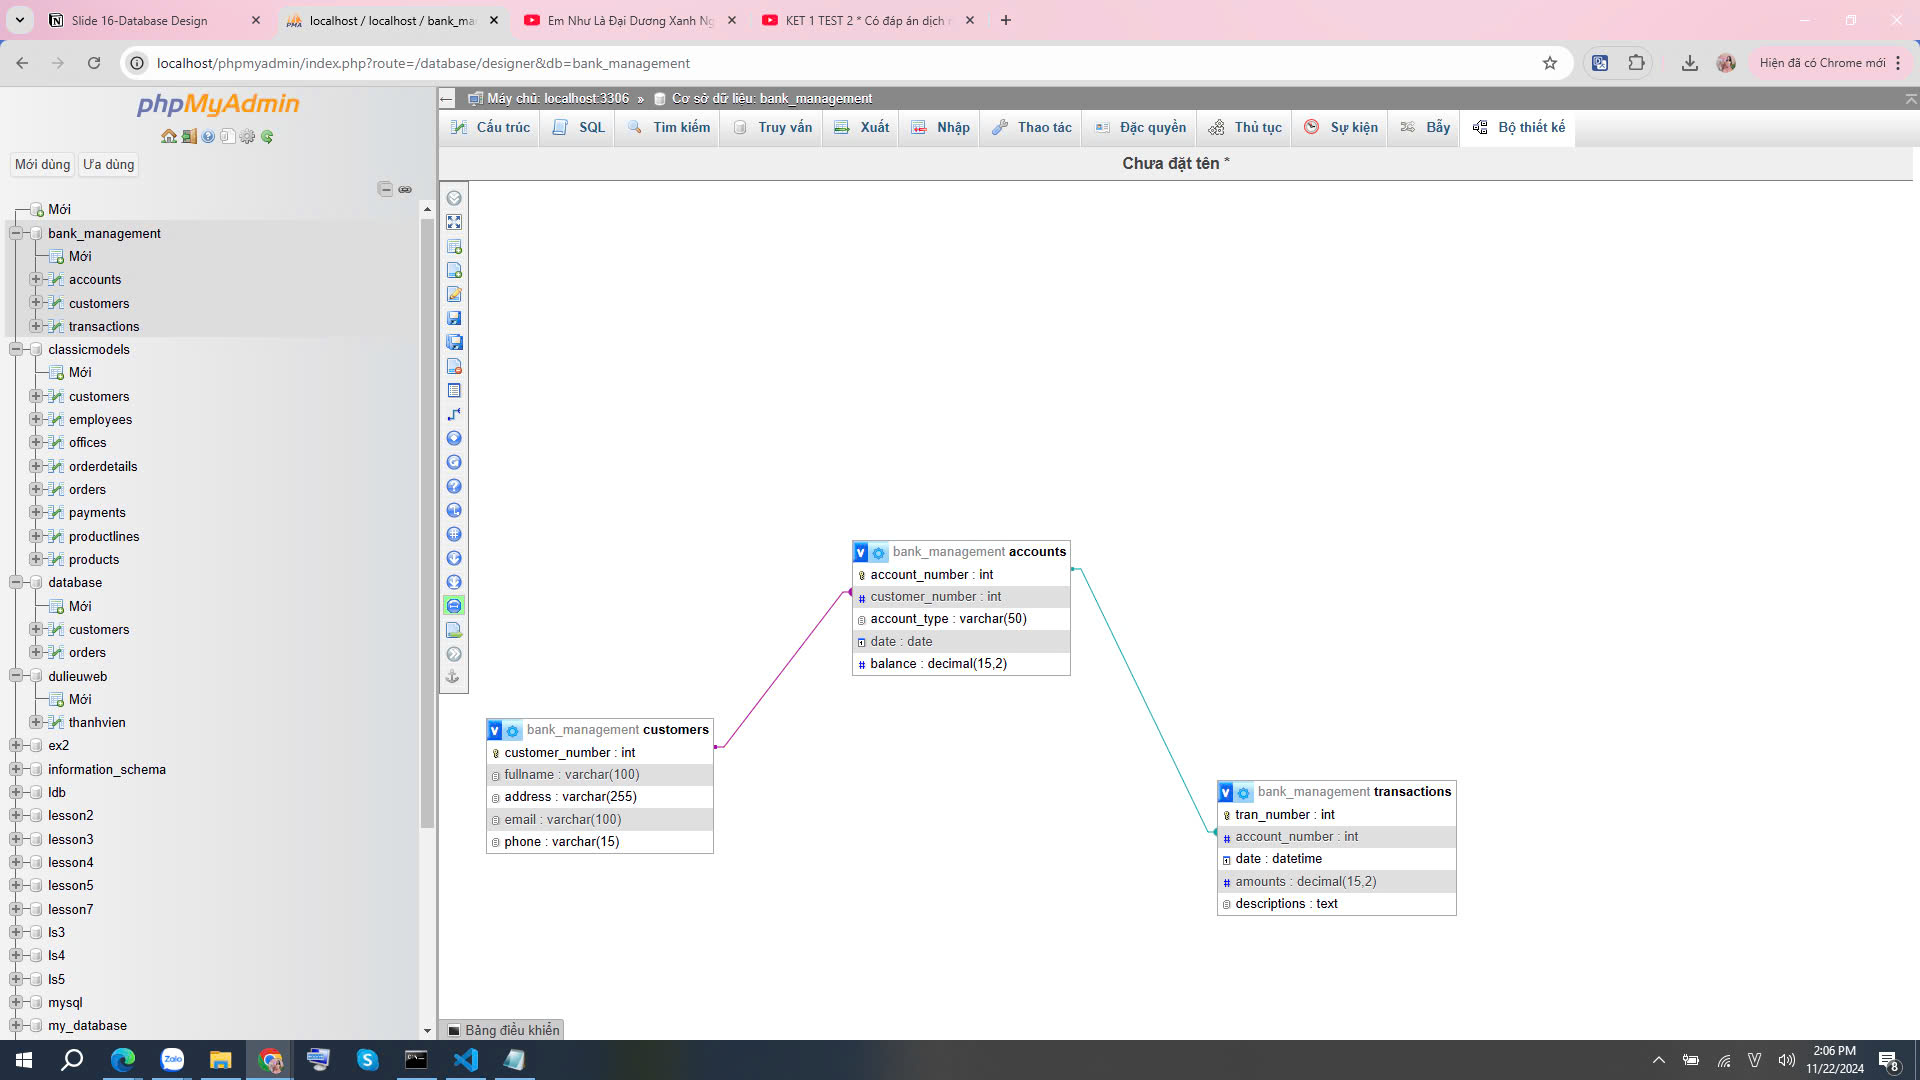 Slide 16-Database Design
localhost / localhost / bank_ma
Em Như Là Đại Dương Xanh Ng
KET 1 TEST 2 * Có đáp án dịch
localhost/phpmyadmin/index.php?route=/database/designer&db=bank_management
Hiện đã có Chrome mới
phpMyAdmin
Mới dùng
Ưa dùng
Mới
bank_management
Mới
accounts
customers
transactions
classicmodels
Mới
customers
employees
offices
orderdetails
orders
payments
productlines
products
database
Mới
customers
orders
dulieuweb
Mới
thanhvien
ex2
information_schema
ldb
lesson2
lesson3
lesson4
lesson5
lesson7
ls3
ls4
ls5
mysql
my_database
Máy chủ: localhost:3306 » Cơ sở dữ liệu: bank_management
Cấu trúc
SQL
Tìm kiếm
Truy vấn
Xuất
Nhập
Thao tác
Đặc quyền
Thủ tục
Sự kiện
Bẫy
Bộ thiết kế
Chưa đặt tên *
V bank_management accounts
account_number : int
# customer_number : int
account_type : varchar(50)
date : date
# balance : decimal(15,2)
V bank_management customers
customer_number : int
fullname : varchar(100)
address : varchar(255)
email : varchar(100)
phone : varchar(15)
V bank_management transactions
tran_number : int
# account_number : int
date : datetime
# amounts : decimal(15,2)
descriptions : text
Bảng điều khiển
Zalo
V
2:06 PM
11/22/2024
8